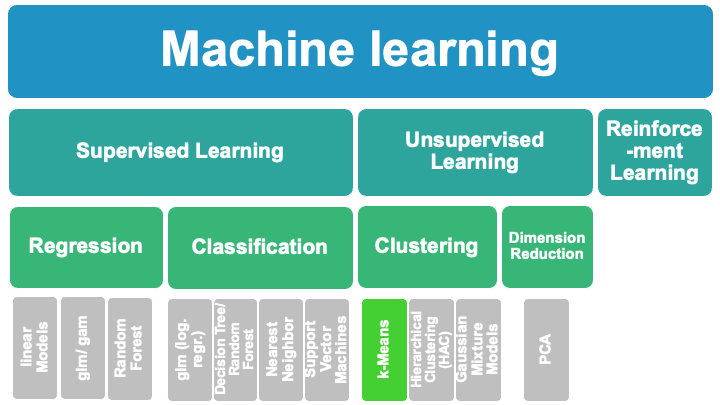 Machine learning
Supervised Learning
Unsupervised
Learning
Reinforce
-ment
Learning
Regression
Classification
Clustering
Dimension
Reduction
linear
Models
glm/ gam
Random
Forest
glm (log.
regr.)
Decision Tree/
Random
Forest
Nearest
Neighbor
Support
Vector
Machines
k-Means
Hierarchical
Clustering
(HAC)
Gaussian
Mixture
Models
PCA